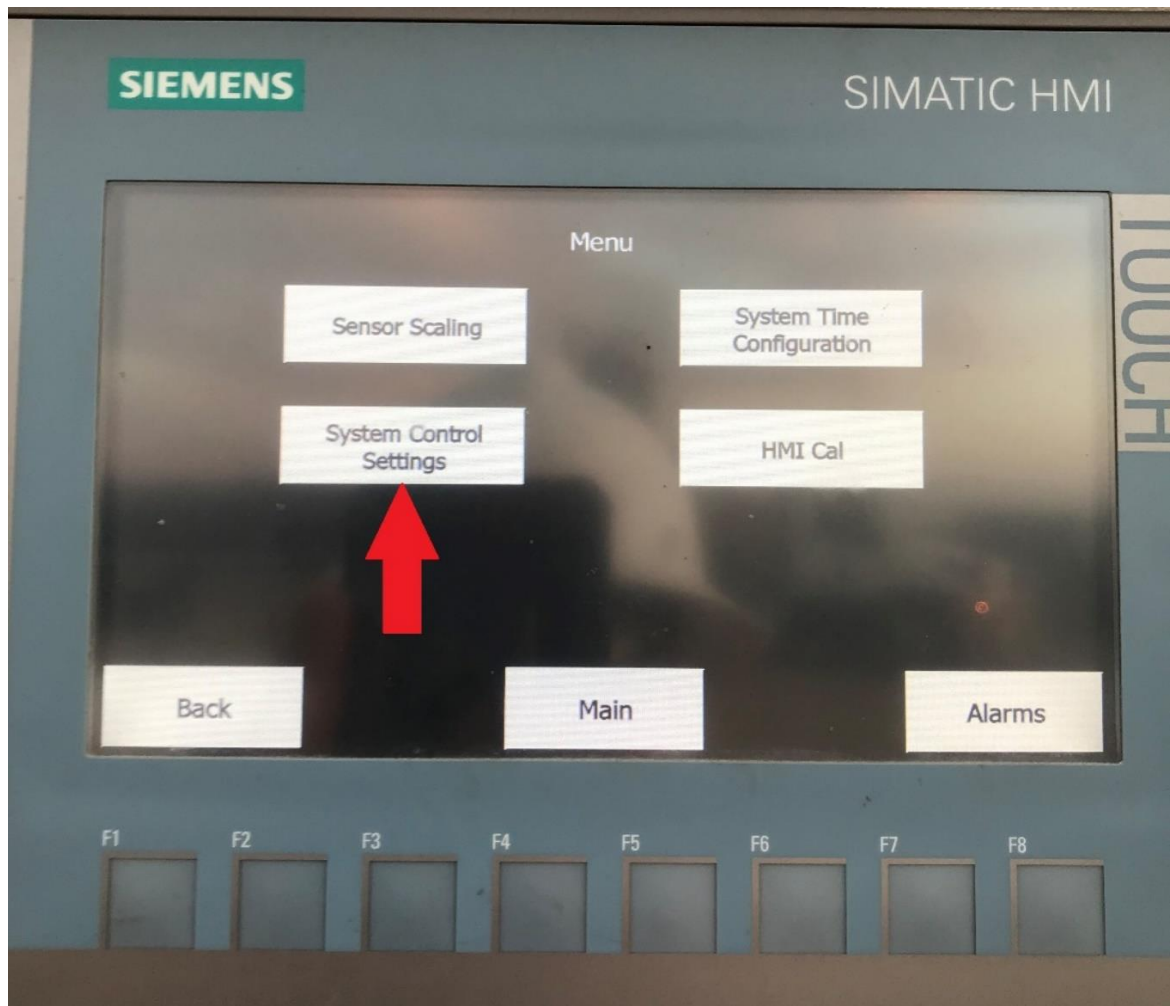 SIEMENS
SIMATIC HMI
TOUCH
Menu
Sensor Scaling
System Time
Configuration
System Control
Settings
HMI Cal
Back
Main
Alarms
F1
F2
F3
F4
F5
F6
F7
F8